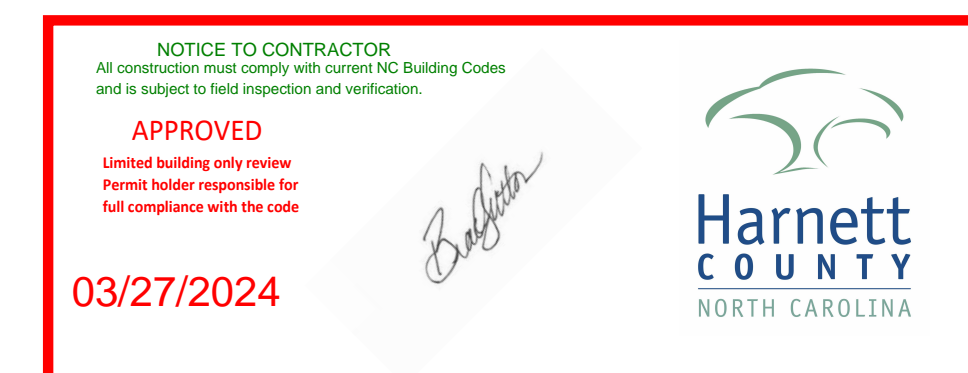 NOTICE TO CONTRACTOR
All construction must comply with current NC Building Codes
and is subject to field inspection and verification.
APPROVED
Limited building only review
Permit holder responsible for
full compliance with the code
03/27/2024
Harnett
COUNTY
NORTH CAROLINA